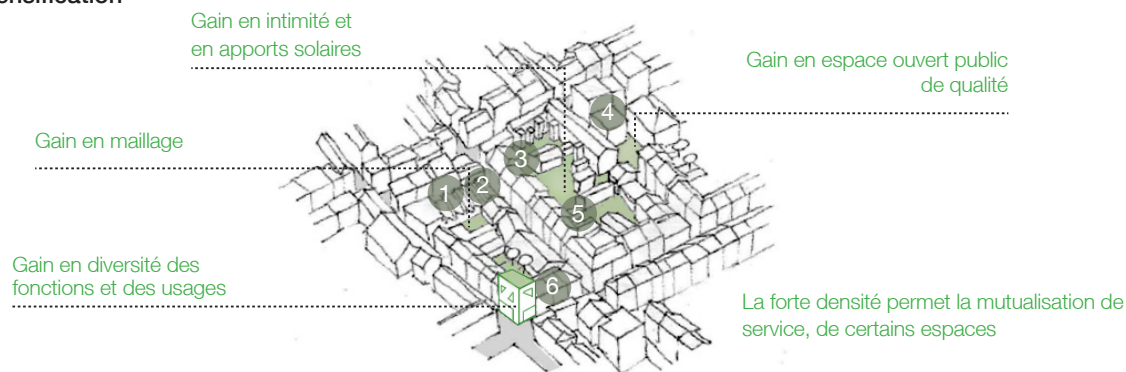 Gain en intimité et
en apports solaires
Gain en espace ouvert public
de qualité
4
Gain en maillage
3
1
2
5
Gain en diversité des
fonctions et des usages
6
La forte densité permet la mutualisation de
service, de certains espaces